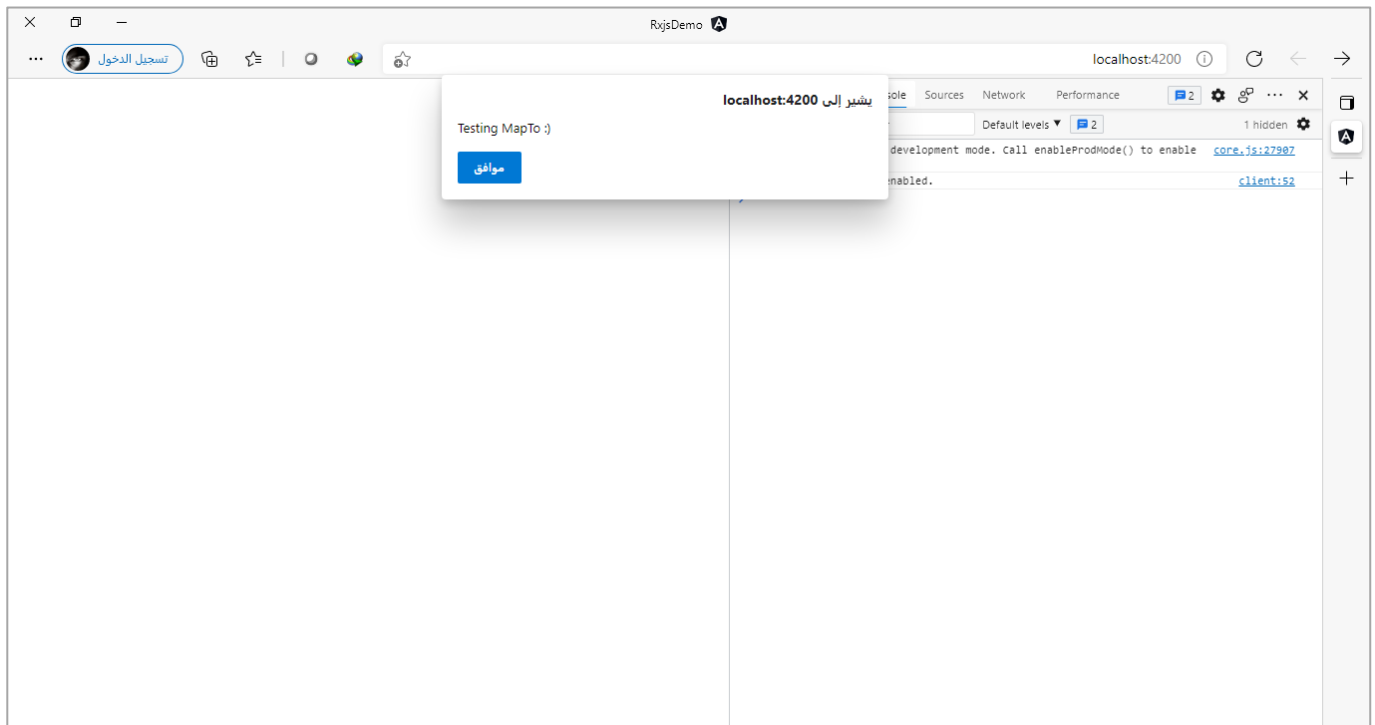 RxjsDemo
تسجيل الدخول
localhost:4200
يشير إلى localhost:4200
Testing MapTo :)
موافق
Sources Network Performance 2
Default levels 2 1 hidden
development mode. Call enableProdMode() to enable core.js:27907
enabled. client:52